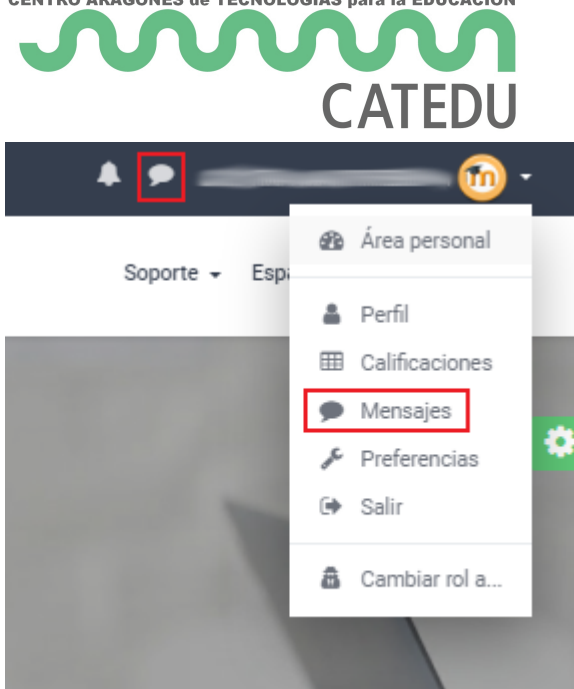 CENTRO ARAGONÉS de TECNOLOGÍAS para la EDUCACIÓN
CATEDU
Área personal
Soporte
Perfil
Calificaciones
Mensajes
Preferencias
Salir
Cambiar rol a...